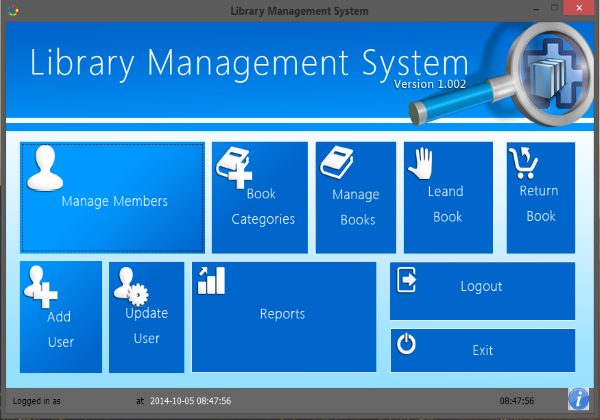 Library Management System
Library Management System
Version 1.002
Manage Members
Book
Categories
Manage
Books
Leand
Book
Return
Book
Add
User
Update
User
Reports
Logout
Exit
Logged in as at 2014-10-05 08:47:56 08:47:56